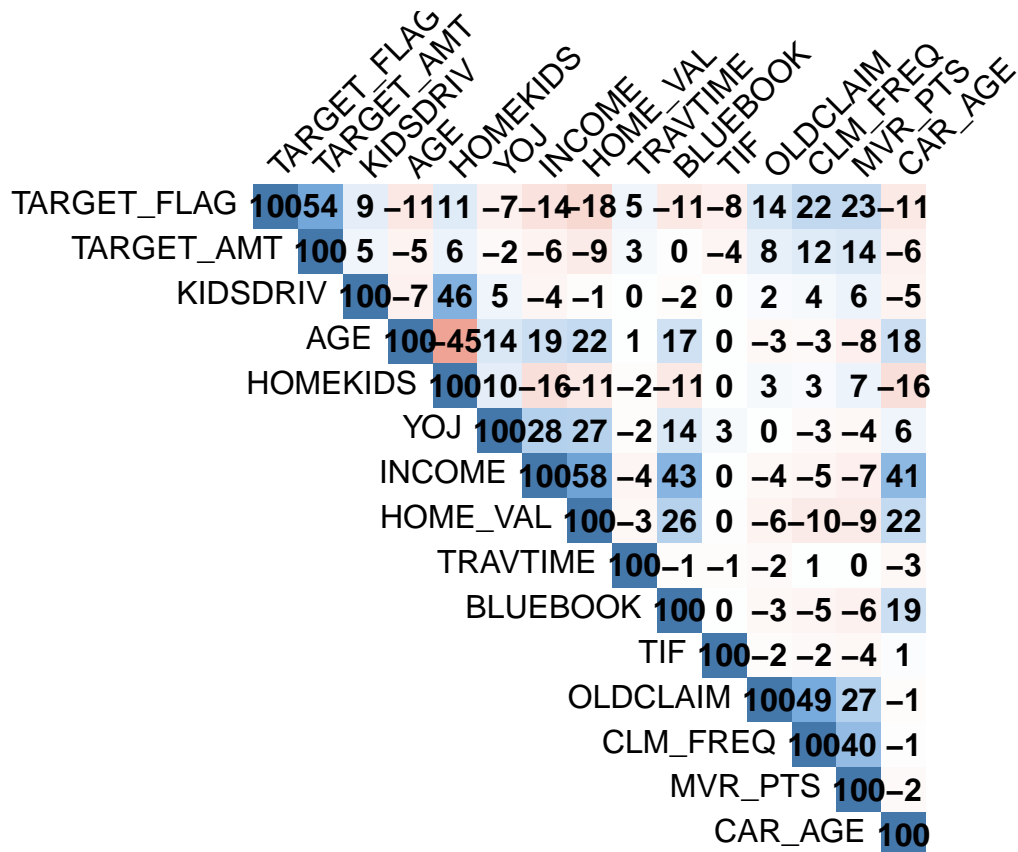 TARGET_FLAG TARGET_AMT KIDSDRIV AGE HOMEKIDS YOJ INCOME HOME_VAL TRAVTIME BLUEBOOK TIF OLDCLAIM CLM_FREQ MVR_PTS CAR_AGE
TARGET_FLAG 100 54 9 −11 11 −7 −14 −18 5 −11 −8 14 22 23 −11
TARGET_AMT 100 5 −5 6 −2 −6 −9 3 0 −4 8 12 14 −6
KIDSDRIV 100 −7 46 5 −4 −1 0 −2 0 2 4 6 −5
AGE 100 −45 14 19 22 1 17 0 −3 −3 −8 18
HOMEKIDS 100 10 −16 −11 −2 −11 0 3 3 7 −16
YOJ 100 28 27 −2 14 3 0 −3 −4 6
INCOME 100 58 −4 43 0 −4 −5 −7 41
HOME_VAL 100 −3 26 0 −6 −10 −9 22
TRAVTIME 100 −1 −1 −2 1 0 −3
BLUEBOOK 100 0 −3 −5 −6 19
TIF 100 −2 −2 −4 1
OLDCLAIM 100 49 27 −1
CLM_FREQ 100 40 −1
MVR_PTS 100 −2
CAR_AGE 100